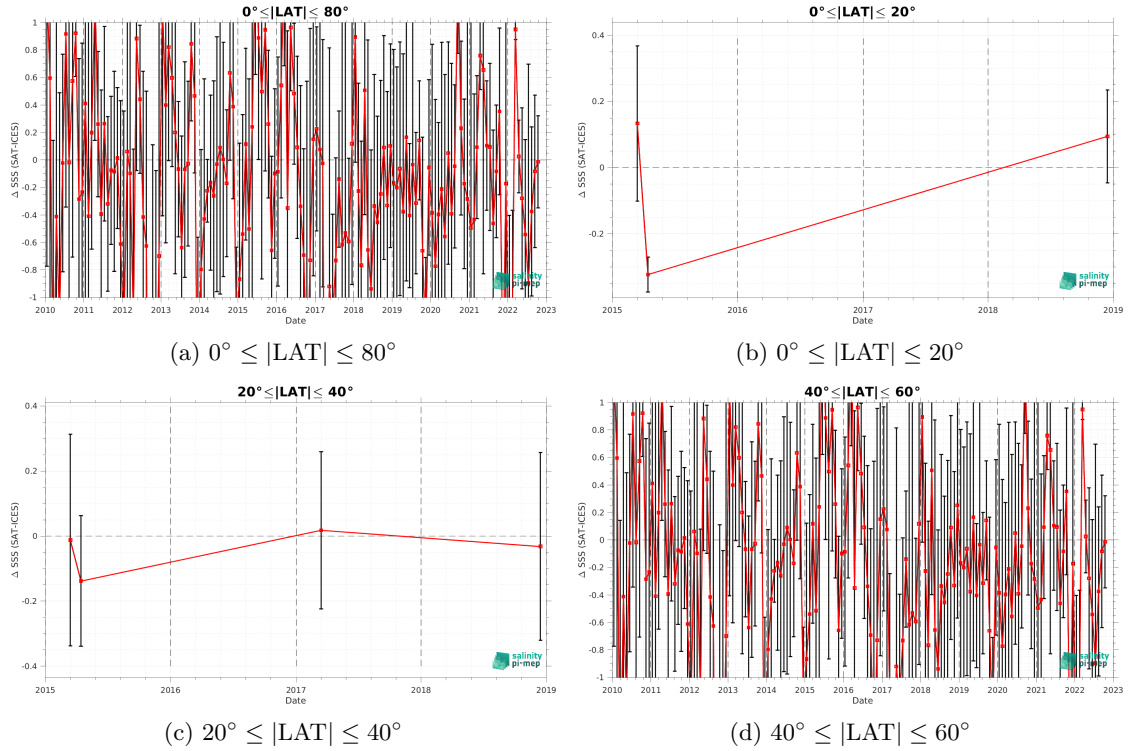 0°≤|LAT|≤ 80°
1
0.8
0.6
0.4
0.2
0
-0.2
-0.4
-0.6
-0.8
-1
Δ SSS (SAT-ICES)
2010 2011 2012 2013 2014 2015 2016 2017 2018 2019 2020 2021 2022 2023
Date
salinity
pi-mep
(a) 0° ≤ |LAT| ≤ 80°
0°≤|LAT|≤ 20°
0.4
0.2
0
-0.2
Δ SSS (SAT-ICES)
2015 2016 2017 2018 2019
Date
salinity
pi-mep
(b) 0° ≤ |LAT| ≤ 20°
20°≤|LAT|≤ 40°
0.4
0.2
0
-0.2
-0.4
Δ SSS (SAT-ICES)
2015 2016 2017 2018 2019
Date
salinity
pi-mep
(c) 20° ≤ |LAT| ≤ 40°
40°≤|LAT|≤ 60°
1
0.8
0.6
0.4
0.2
0
-0.2
-0.4
-0.6
-0.8
-1
Δ SSS (SAT-ICES)
2010 2011 2012 2013 2014 2015 2016 2017 2018 2019 2020 2021 2022 2023
Date
salinity
pi-mep
(d) 40° ≤ |LAT| ≤ 60°